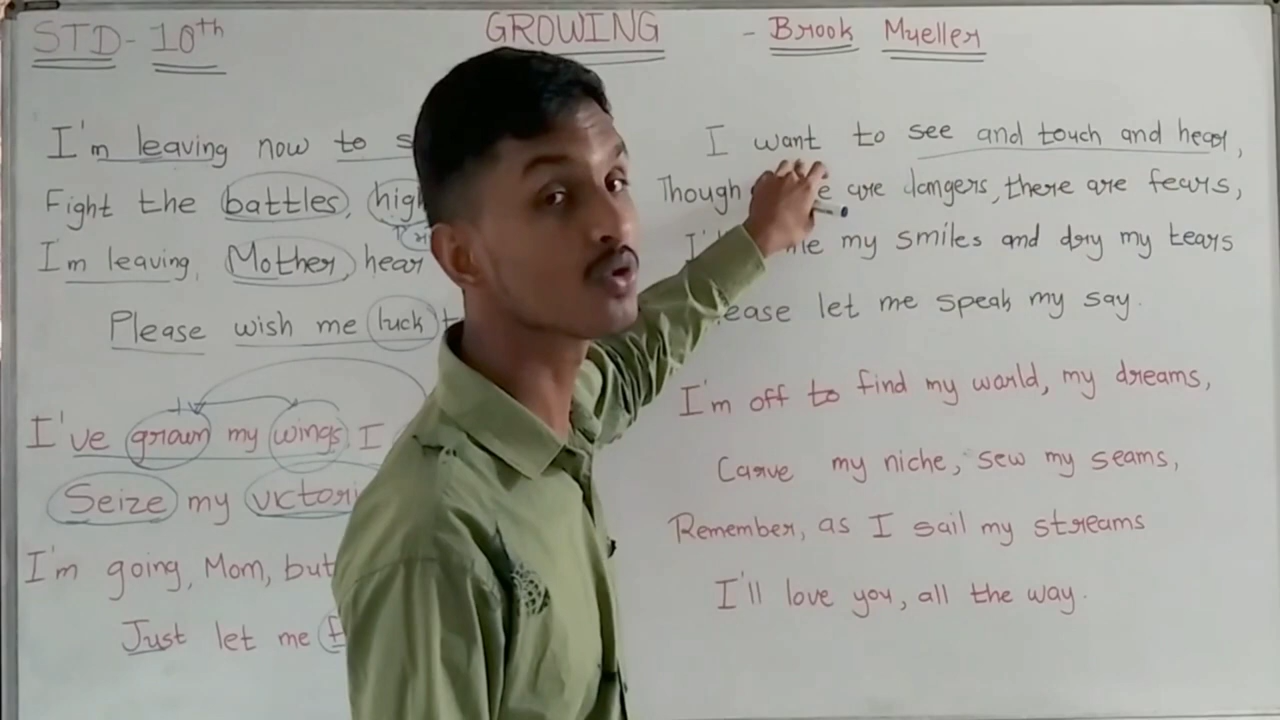 STD- 10th
GROWING - Brook Mueller
I'm leaving now to
Fight the battles,
I'm leaving, Mother, hear
Please wish me luck
I've grown my wings I
Seize my
I'm going, Mom, but
Just let me
I want to see and touch and hear,
Though are dangers, there are fears,
my smiles and dry my tears
let me speak my say.
I'm off to find my world, my dreams,
Carve my niche, sew my seams,
Remember, as I sail my streams
I'll love you, all the way.